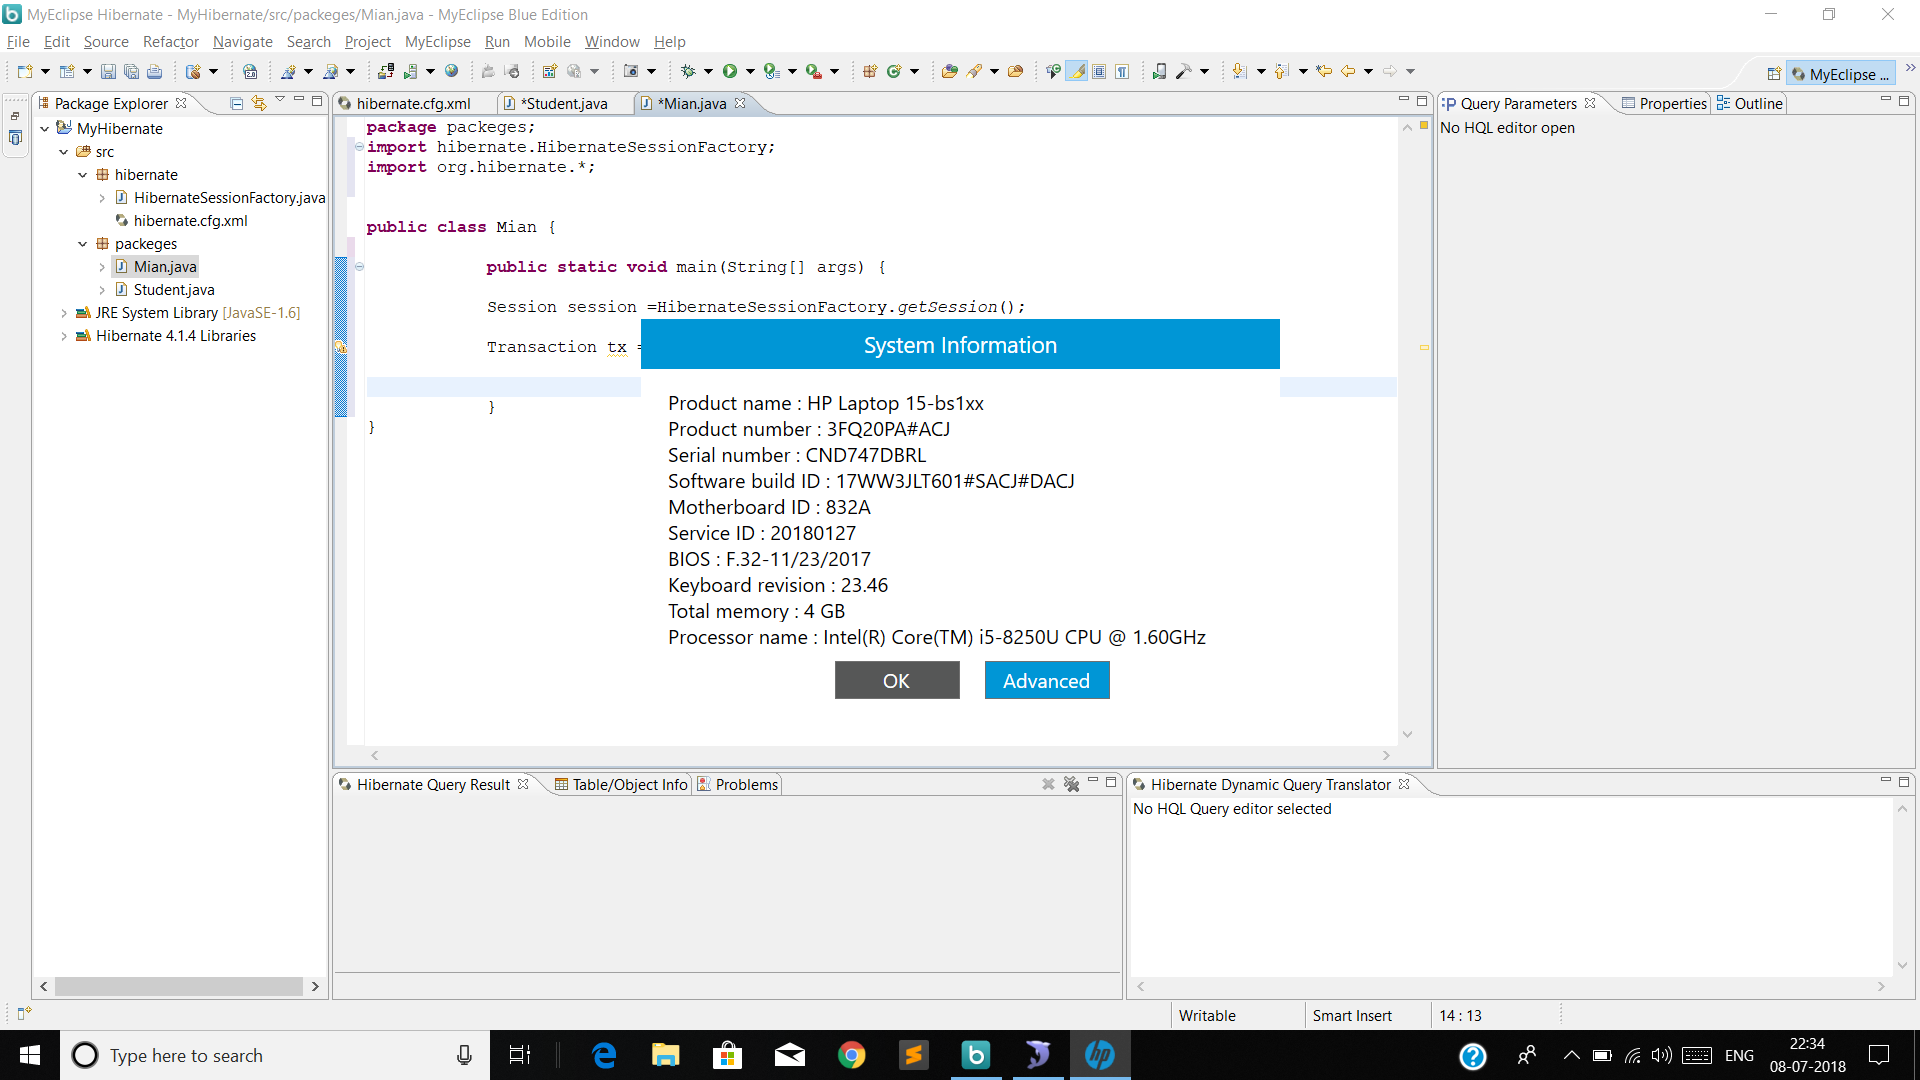 MyEclipse Hibernate - MyHibernate/src/packeges/Mian.java - MyEclipse Blue Edition
File Edit Source Refactor Navigate Search Project MyEclipse Run Mobile Window Help
MyEclipse ...
Package Explorer
MyHibernate
src
hibernate
HibernateSessionFactory.java
hibernate.cfg.xml
packeges
Mian.java
Student.java
JRE System Library [JavaSE-1.6]
Hibernate 4.1.4 Libraries
hibernate.cfg.xml *Student.java *Mian.java
package packeges;
import hibernate.HibernateSessionFactory;
import org.hibernate.*;
public class Mian {
public static void main(String[] args) {
Session session =HibernateSessionFactory.getSession();
Transaction tx =
}
}
System Information
Product name : HP Laptop 15-bs1xx
Product number : 3FQ20PA#ACJ
Serial number : CND747DBRL
Software build ID : 17WW3JLT601#SACJ#DACJ
Motherboard ID : 832A
Service ID : 20180127
BIOS : F.32-11/23/2017
Keyboard revision : 23.46
Total memory : 4 GB
Processor name : Intel(R) Core(TM) i5-8250U CPU @ 1.60GHz
OK Advanced
Query Parameters Properties Outline
No HQL editor open
Hibernate Query Result Table/Object Info Problems
Hibernate Dynamic Query Translator
No HQL Query editor selected
Writable Smart Insert 14 : 13
Type here to search
ENG
22:34
08-07-2018